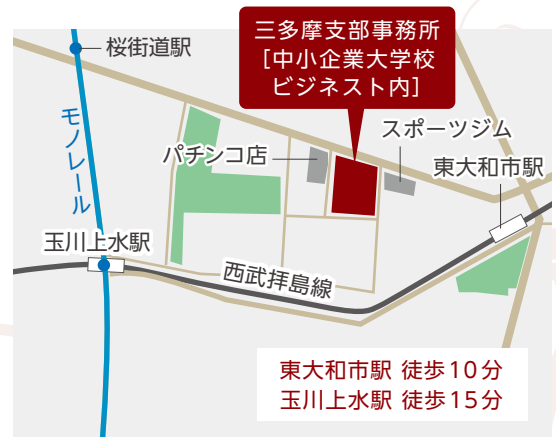 三多摩支部事務所
[中小企業大学校
ビジネスト内]
桜街道駅
モノレール
パチンコ店
スポーツジム
東大和市駅
玉川上水駅
西武拝島線
東大和市駅 徒歩10分
玉川上水駅 徒歩15分